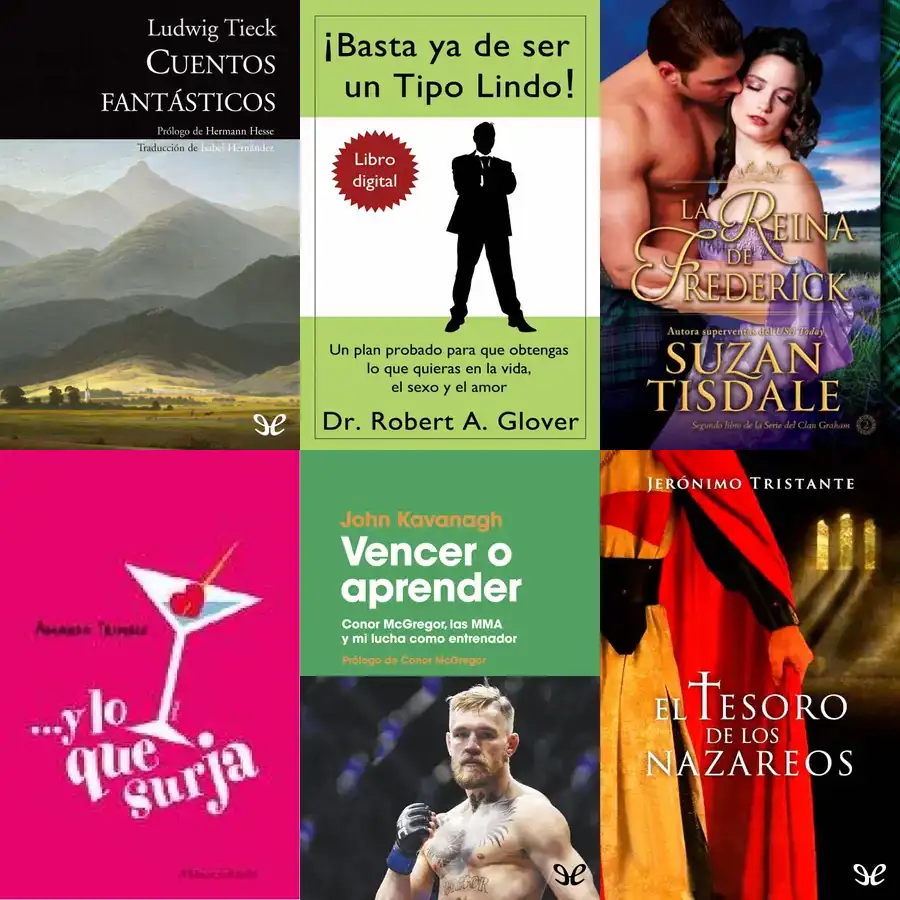 Ludwig Tieck
CUENTOS
FANTÁSTICOS
Prólogo de Hermann Hesse
Traducción de Isabel Hernández
¡Basta ya de ser
un Tipo Lindo!
Libro
digital
Un plan probado para que obtengas
lo que quieras en la vida,
el sexo y el amor
Dr. Robert A. Glover
LA REINA
DE
FREDERICK
Autora superventas del USA Today
SUZAN
TISDALE
Segundo libro de la Serie del Clan Graham
2
...y lo
que
surja
John Kavanagh
Vencer o
aprender
Conor McGregor, las MMA
y mi lucha como entrenador
Prólogo de Conor McGregor
JERÓNIMO TRISTANTE
EL TESORO
DE LOS
NAZAREOS